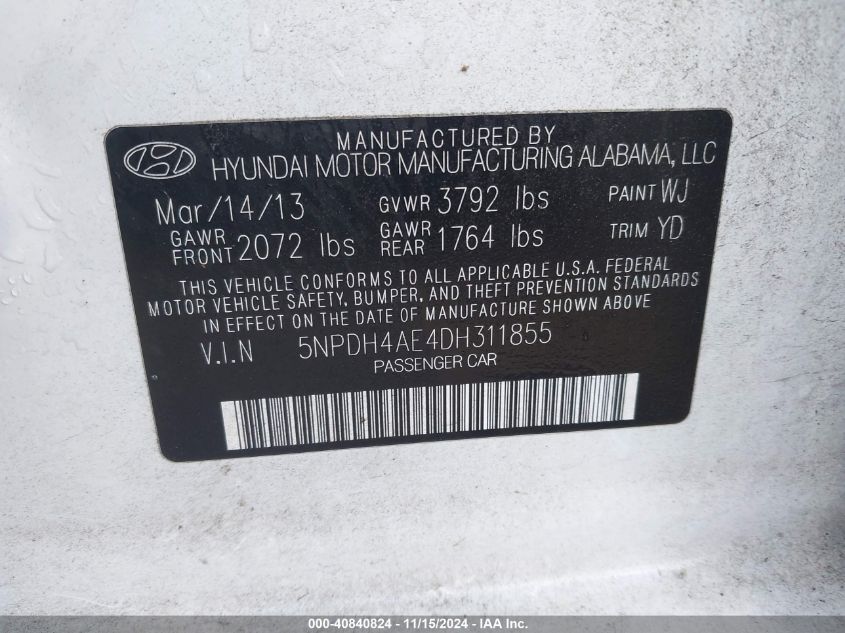 MANUFACTURED BY
HYUNDAI MOTOR MANUFACTURING ALABAMA, LLC
Mar/14/13 GVWR 3792 lbs PAINT WJ
GAWR FRONT 2072 lbs GAWR REAR 1764 lbs TRIM YD
THIS VEHICLE CONFORMS TO ALL APPLICABLE U.S.A. FEDERAL
MOTOR VEHICLE SAFETY, BUMPER, AND THEFT PREVENTION STANDARDS
IN EFFECT ON THE DATE OF MANUFACTURE SHOWN ABOVE
V.I.N 5NPDH4AE4DH311855
PASSENGER CAR
000-40840824 - 11/15/2024 - IAA Inc.